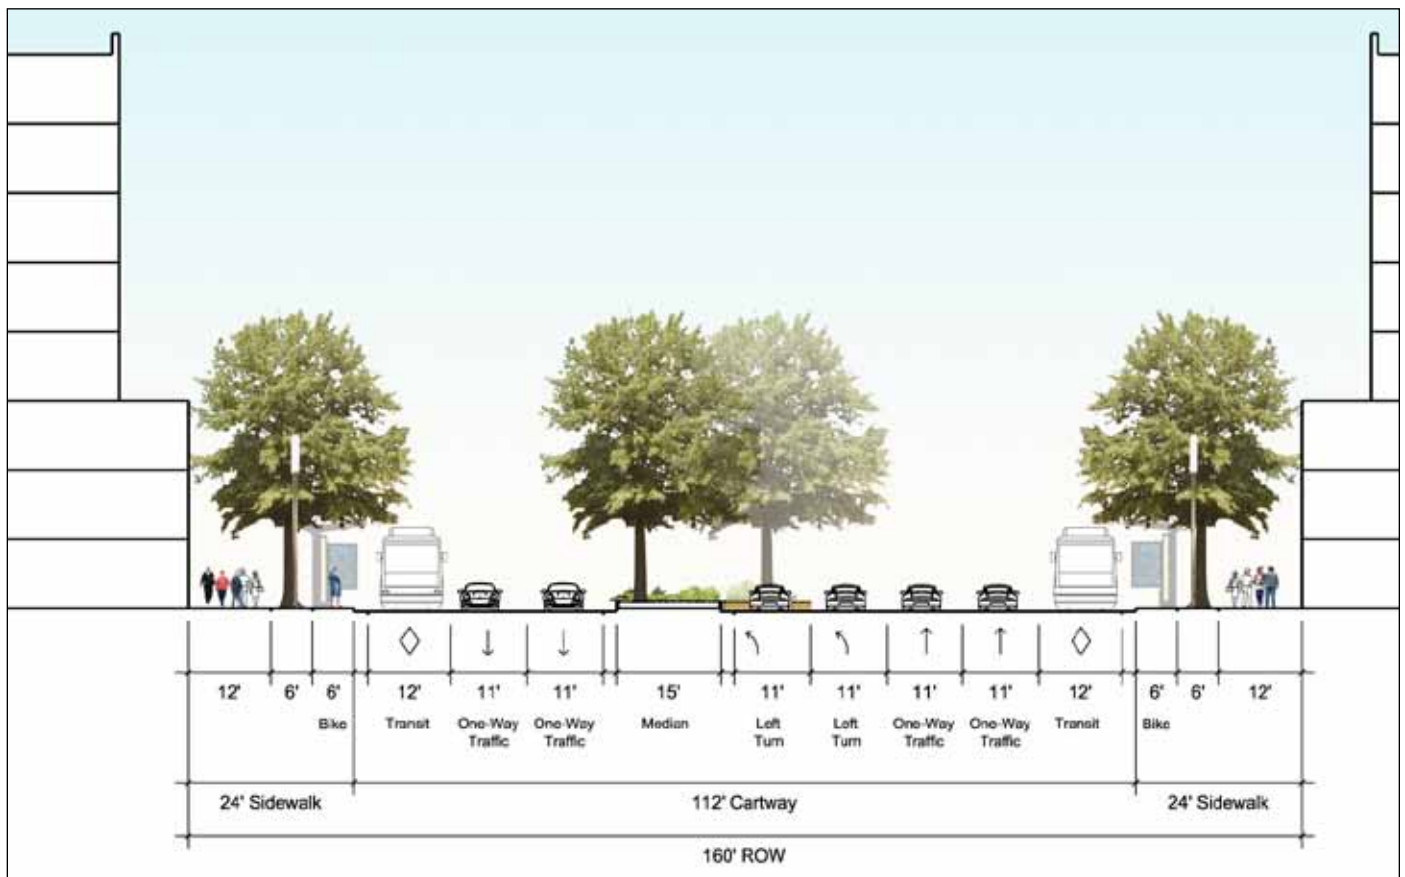 12' 6' 6' 12' 11' 11' 15' 11' 11' 11' 11' 12' 6' 6' 12'
Bike Transit One-Way Traffic One-Way Traffic Median Left Turn Left Turn One-Way Traffic One-Way Traffic Transit Bike
24' Sidewalk 112' Cartway 24' Sidewalk
160' ROW